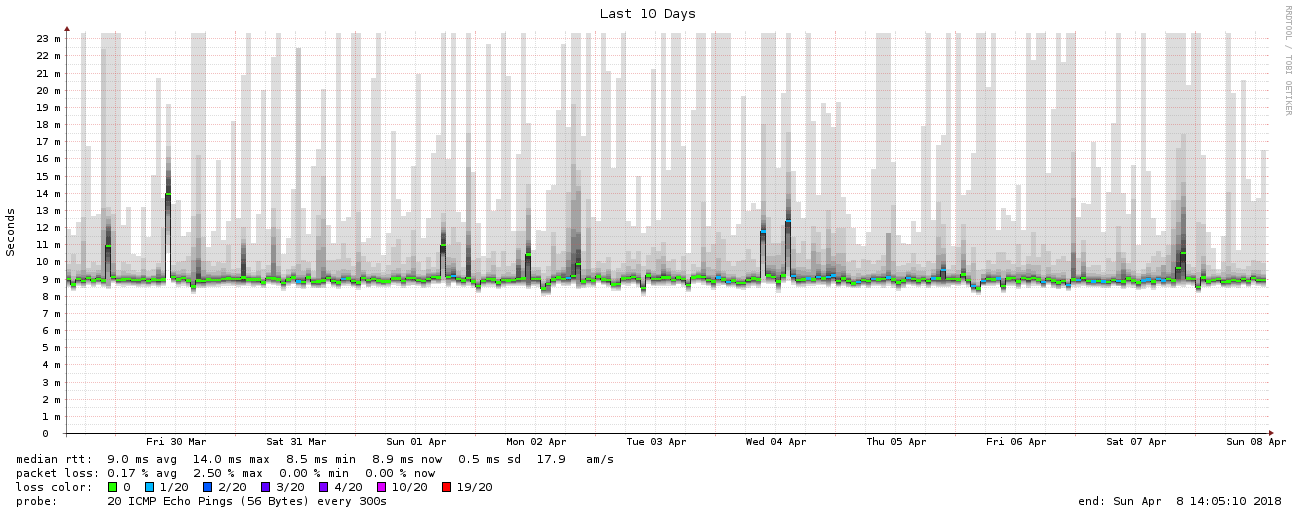 Last 10 Days
RRDTOOL / TOBI OETIKER
Seconds
23 m
22 m
21 m
20 m
19 m
18 m
17 m
16 m
15 m
14 m
13 m
12 m
11 m
10 m
9 m
8 m
7 m
6 m
5 m
4 m
3 m
2 m
1 m
0
Fri 30 Mar Sat 31 Mar Sun 01 Apr Mon 02 Apr Tue 03 Apr Wed 04 Apr Thu 05 Apr Fri 06 Apr Sat 07 Apr Sun 08 Apr
median rtt: 9.0 ms avg 14.0 ms max 8.5 ms min 8.9 ms now 0.5 ms sd 17.9 am/s
packet loss: 0.17 % avg 2.50 % max 0.00 % min 0.00 % now
loss color: 0 1/20 2/20 3/20 4/20 10/20 19/20
probe: 20 ICMP Echo Pings (56 Bytes) every 300s end: Sun Apr 8 14:05:10 2018